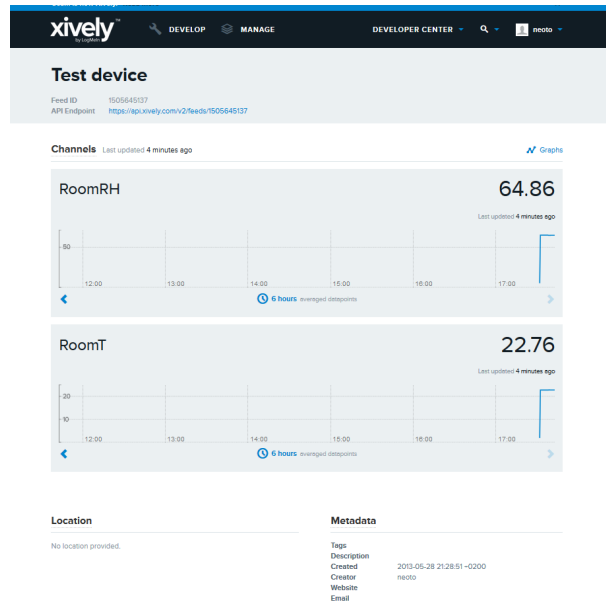 xively™
by LogMeIn
DEVELOP MANAGE DEVELOPER CENTER neoto
Test device
Feed ID 1505645137
API Endpoint https://api.xively.com/v2/feeds/1505645137
Channels Last updated 4 minutes ago Graphs
RoomRH 64.86
Last updated 4 minutes ago
50
12:00 13:00 14:00 15:00 16:00 17:00
6 hours averaged datapoints
RoomT 22.76
Last updated 4 minutes ago
20
10
12:00 13:00 14:00 15:00 16:00 17:00
6 hours averaged datapoints
Location Metadata
No location provided. Tags
Description
Created 2013-05-28 21:28:51 -0200
Creator neoto
Website
Email